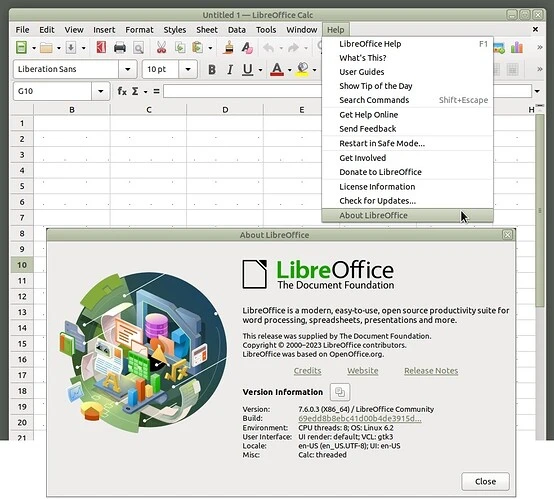 Untitled 1 — LibreOffice Calc
File Edit View Insert Format Styles Sheet Data Tools Window Help
Liberation Sans 10 pt B I U A
G10 fx Σ =
B C D E H
LibreOffice Help F1
What's This?
User Guides
Show Tip of the Day
Search Commands Shift+Escape
Get Help Online
Send Feedback
Restart in Safe Mode...
Get Involved
Donate to LibreOffice
License Information
Check for Updates...
About LibreOffice
1
2
3
4
5
6
7
8
9
10
11
12
13
14
15
16
17
18
19
20
21
About LibreOffice
LibreOffice
The Document Foundation
LibreOffice is a modern, easy-to-use, open source productivity suite for
word processing, spreadsheets, presentations and more.
This release was supplied by The Document Foundation.
Copyright © 2000–2023 LibreOffice contributors.
LibreOffice was based on OpenOffice.org.
Credits Website Release Notes
Version Information
Version: 7.6.0.3 (X86_64) / LibreOffice Community
Build: 69edd8b8ebc41d00b4de3915d...
Environment: CPU threads: 8; OS: Linux 6.2
User Interface: UI render: default; VCL: gtk3
Locale: en-US (en_US.UTF-8); UI: en-US
Misc: Calc: threaded
Close